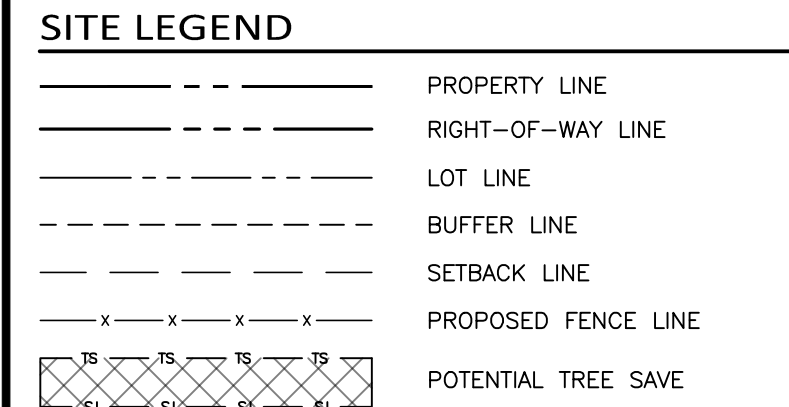 SITE LEGEND
PROPERTY LINE
RIGHT-OF-WAY LINE
LOT LINE
BUFFER LINE
SETBACK LINE
x x x x PROPOSED FENCE LINE
TS TS TS TS
POTENTIAL TREE SAVE